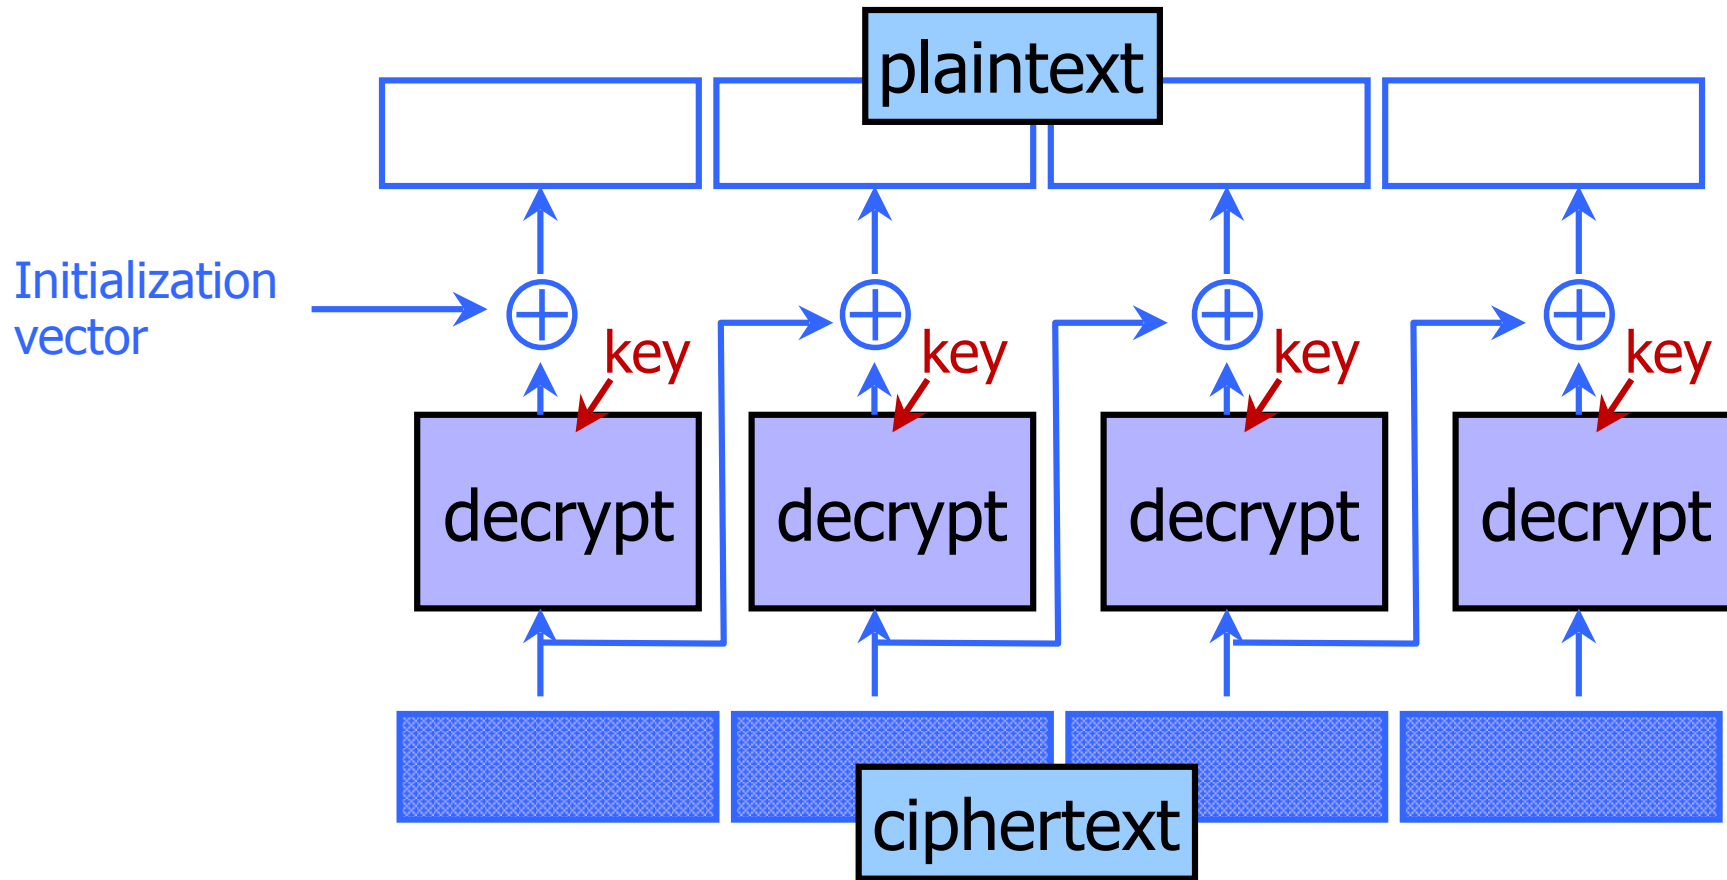 plaintext
Initialization
vector
key key key key
decrypt decrypt decrypt decrypt
ciphertext